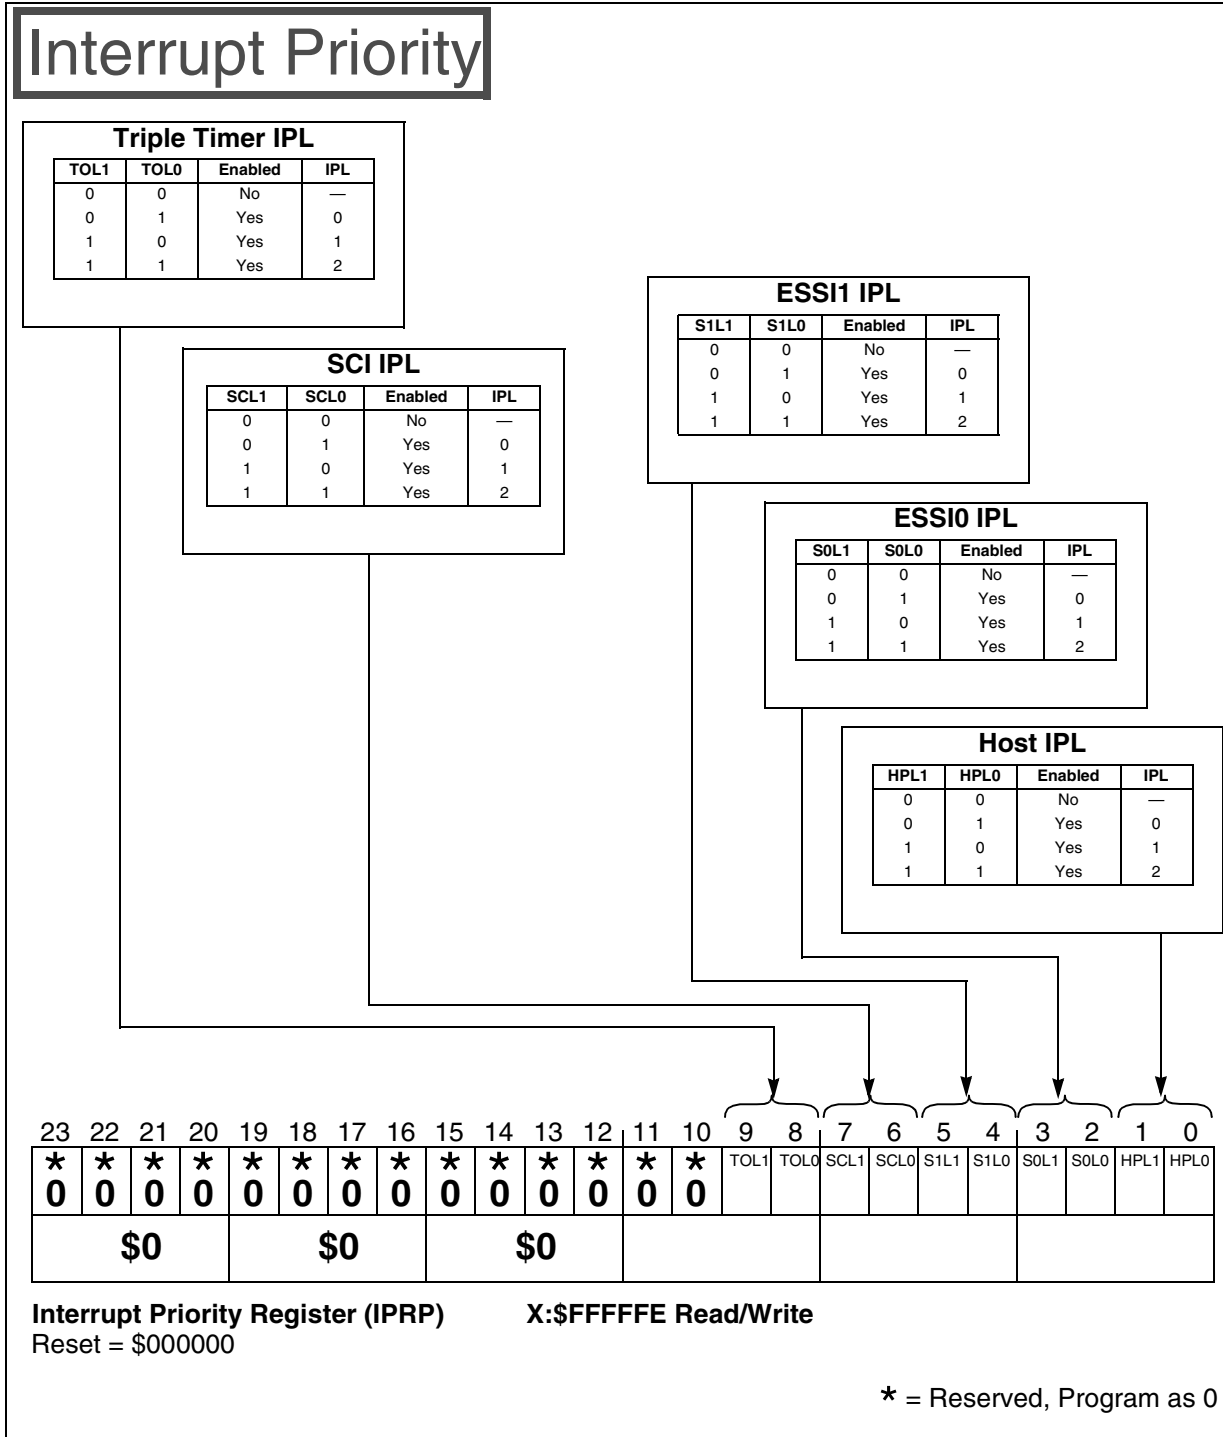 Interrupt Priority
Triple Timer IPL
TOL1 TOL0 Enabled IPL
0 0 No —
0 1 Yes 0
1 0 Yes 1
1 1 Yes 2
SCI IPL
SCL1 SCL0 Enabled IPL
0 0 No —
0 1 Yes 0
1 0 Yes 1
1 1 Yes 2
ESSI1 IPL
S1L1 S1L0 Enabled IPL
0 0 No —
0 1 Yes 0
1 0 Yes 1
1 1 Yes 2
ESSI0 IPL
S0L1 S0L0 Enabled IPL
0 0 No —
0 1 Yes 0
1 0 Yes 1
1 1 Yes 2
Host IPL
HPL1 HPL0 Enabled IPL
0 0 No —
0 1 Yes 0
1 0 Yes 1
1 1 Yes 2
23 22 21 20 19 18 17 16 15 14 13 12 11 10 9 8 7 6 5 4 3 2 1 0
* * * * * * * * * * * * * * TOL1 TOL0 SCL1 SCL0 S1L1 S1L0 S0L1 S0L0 HPL1 HPL0
0 0 0 0 0 0 0 0 0 0 0 0 0 0
$0 $0 $0
Interrupt Priority Register (IPRP) X:$FFFFFE Read/Write
Reset = $000000
* = Reserved, Program as 0